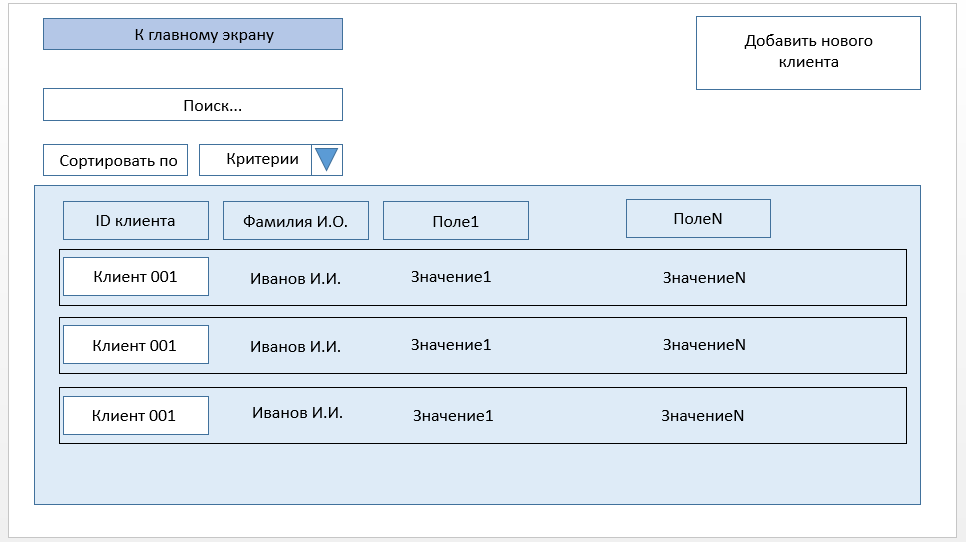 К главному экрану
Добавить нового
клиента
Поиск...
Сортировать по
Критерии
ID клиента
Фамилия И.О.
Поле1
ПолеN
Клиент 001
Иванов И.И.
Значение1
ЗначениеN
Клиент 001
Иванов И.И.
Значение1
ЗначениеN
Клиент 001
Иванов И.И.
Значение1
ЗначениеN